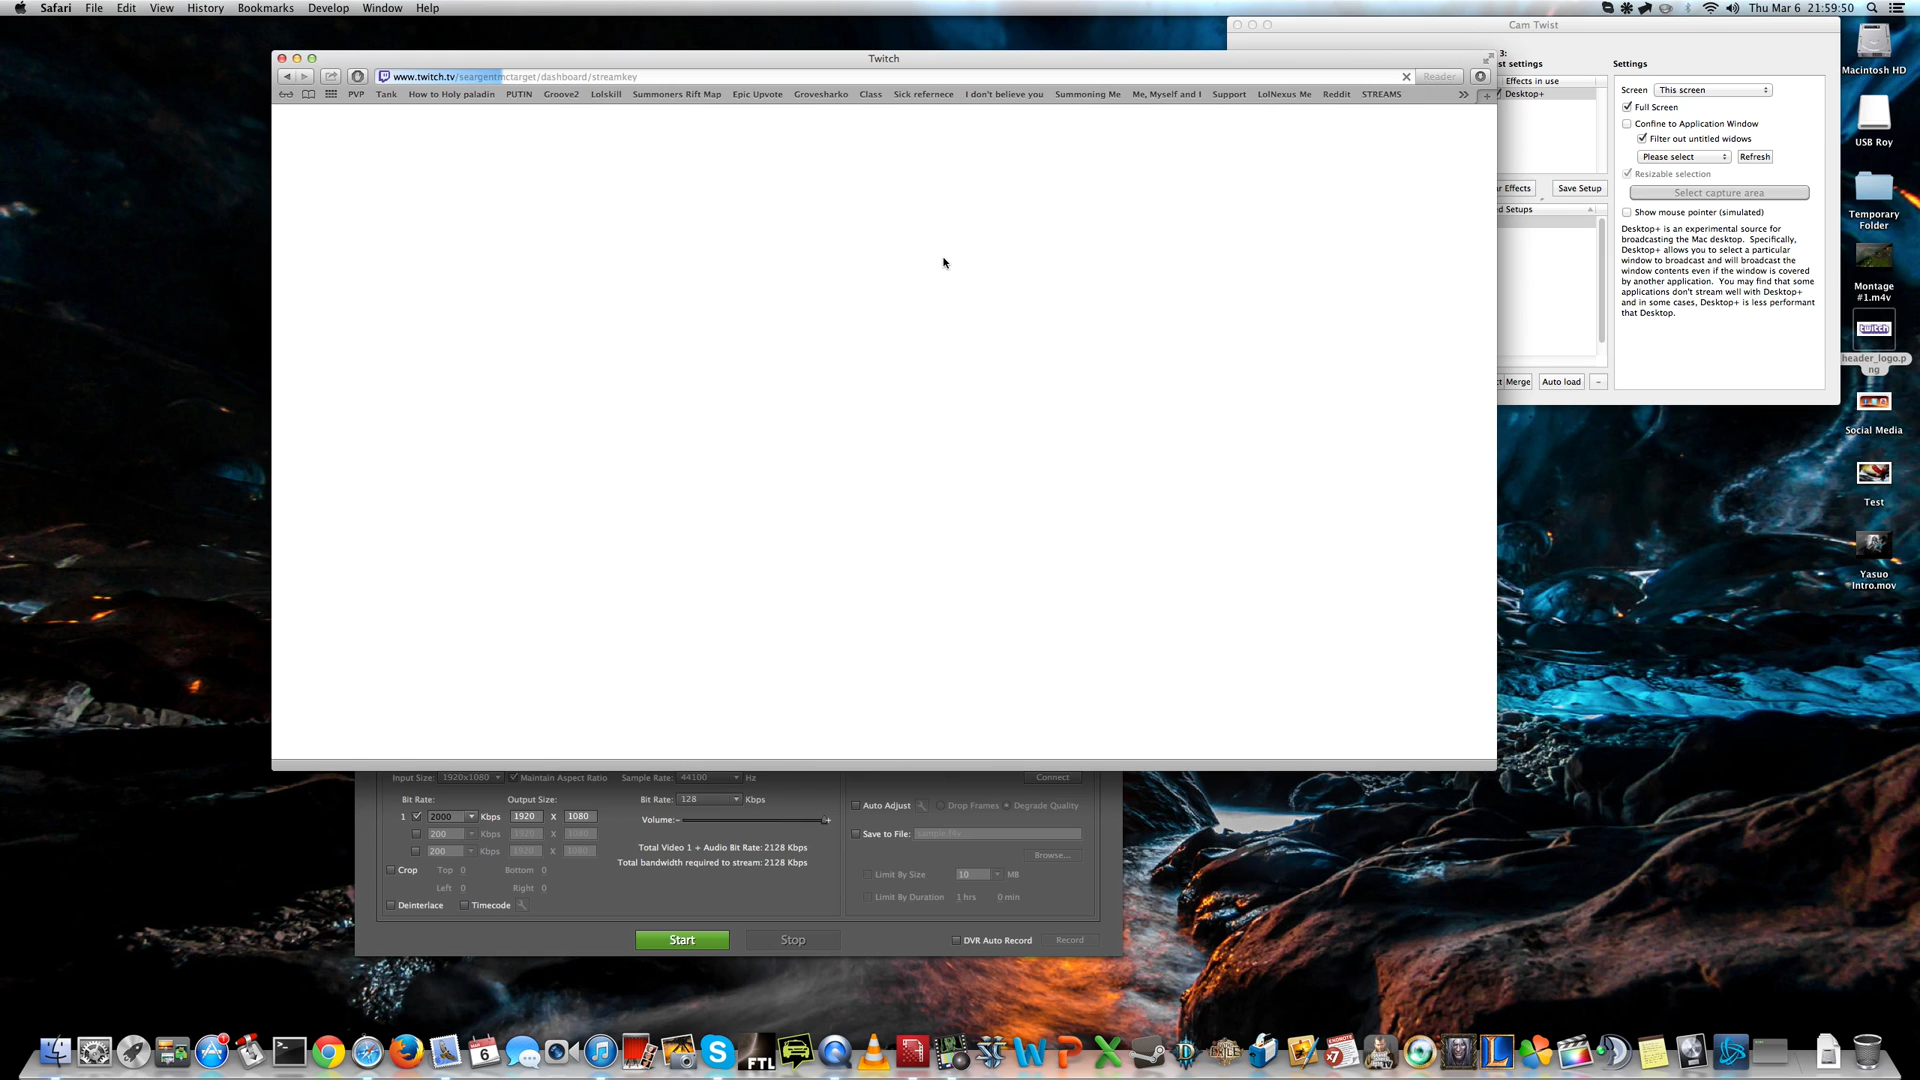 Safari File Edit View History Bookmarks Develop Window Help
Thu Mar 6 21:59:50
Cam Twist
Twitch
www.twitch.tv/seargentmctarget/dashboard/streamkey
Reader
PVP Tank How to Holy paladin PUTIN Groove2 Lolskill Summoners Rift Map Epic Upvote Grovesharko Class Sick refernece I don't believe you Summoning Me Me, Myself and I Support LolNexus Me Reddit STREAMS
3:
st settings
Effects in use
Desktop+
r Effects
Save Setup
d Setups
ct Merge
Auto load
-
Settings
Screen This screen
Full Screen
Confine to Application Window
Filter out untitled widows
Please select Refresh
Resizable selection
Select capture area
Show mouse pointer (simulated)
Desktop+ is an experimental source for
broadcasting the Mac desktop. Specifically,
Desktop+ allows you to select a particular
window to broadcast and will broadcast the
window contents even if the window is covered
by another application. You may find that some
applications don't stream well with Desktop+
and in some cases, Desktop+ is less performant
that Desktop.
Macintosh HD
USB Roy
Temporary
Folder
Montage
#1.m4v
twitch
header_logo.p
ng
Social Media
Test
Yasuo
Intro.mov
Input Size: 1920x1080 Maintain Aspect Ratio Sample Rate: 44100 Hz
Connect
Bit Rate: Output Size: Bit Rate: 128 Kbps
1 2000 Kbps 1920 X 1080
200 Kbps 1920 X 1080
200 Kbps 1920 X 1080
Volume:- +
Total Video 1 + Audio Bit Rate: 2128 Kbps
Total bandwidth required to stream: 2128 Kbps
Crop Top 0 Bottom 0
Left 0 Right 0
Deinterlace Timecode
Auto Adjust Drop Frames Degrade Quality
Save to File: sample.f4v
Browse...
Limit By Size 10 MB
Limit By Duration 1 hrs 0 min
Start Stop
DVR Auto Record Record
MAR
6
FTL